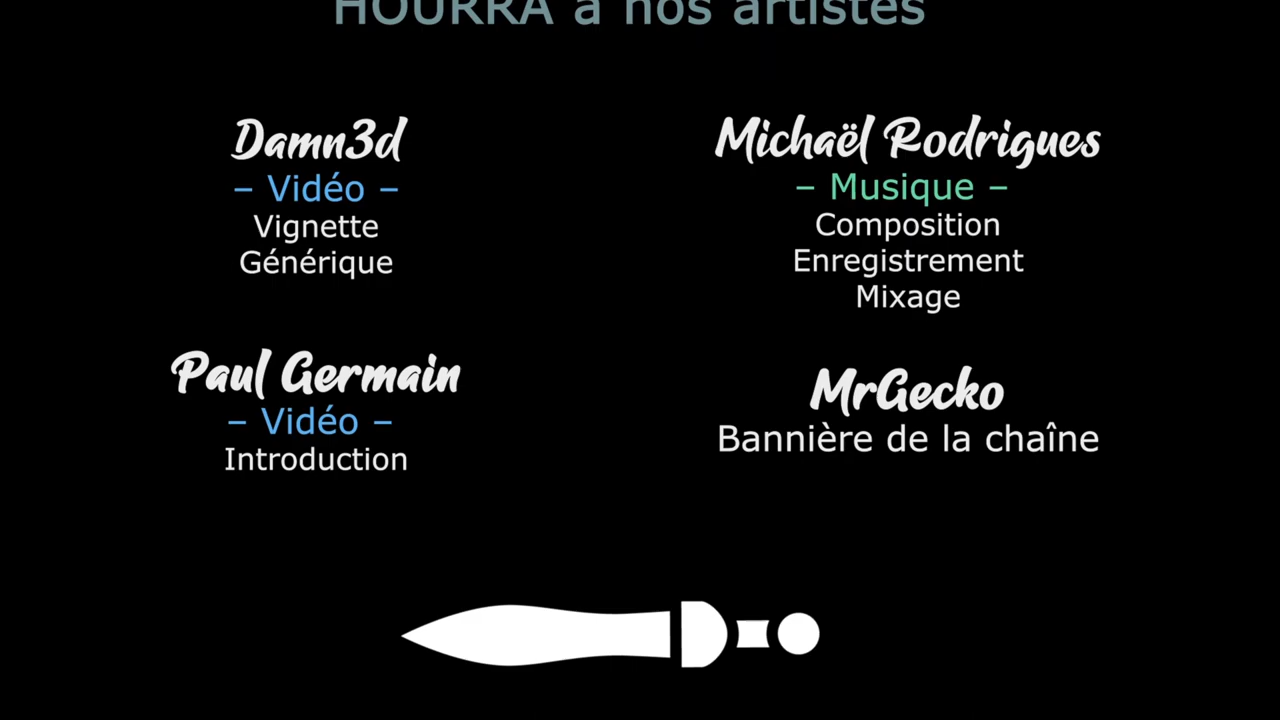 HOURRA à nos artistes
Damn3d
– Vidéo –
Vignette
Générique
Michaël Rodrigues
– Musique –
Composition
Enregistrement
Mixage
Paul Germain
– Vidéo –
Introduction
MrGecko
Bannière de la chaîne